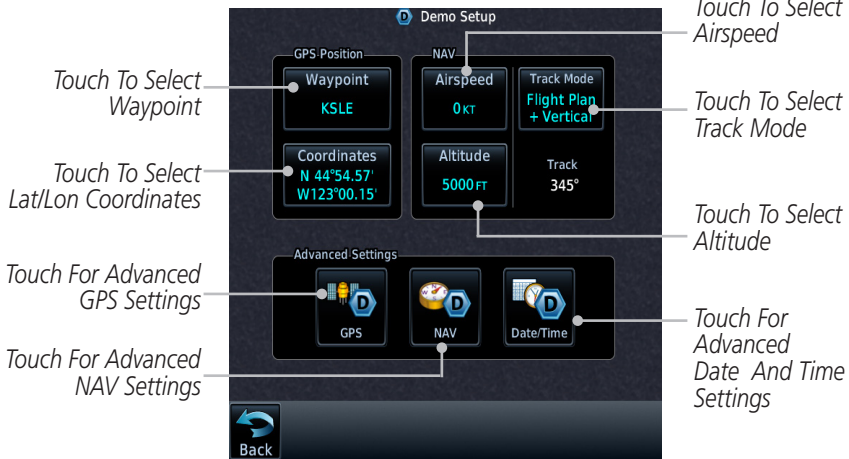 D Demo Setup
Touch To Select
Airspeed
GPS Position
NAV
Touch To Select
Waypoint
Waypoint
KSLE
Airspeed
0 KT
Track Mode
Flight Plan
+ Vertical
Touch To Select
Track Mode
Touch To Select
Lat/Lon Coordinates
Coordinates
N 44°54.57'
W123°00.15'
Altitude
5000 FT
Track
345°
Touch To Select
Altitude
Advanced Settings
Touch For Advanced
GPS Settings
D
GPS
D
NAV
D
Date/Time
Touch For
Advanced
Date And Time
Settings
Touch For Advanced
NAV Settings
Back